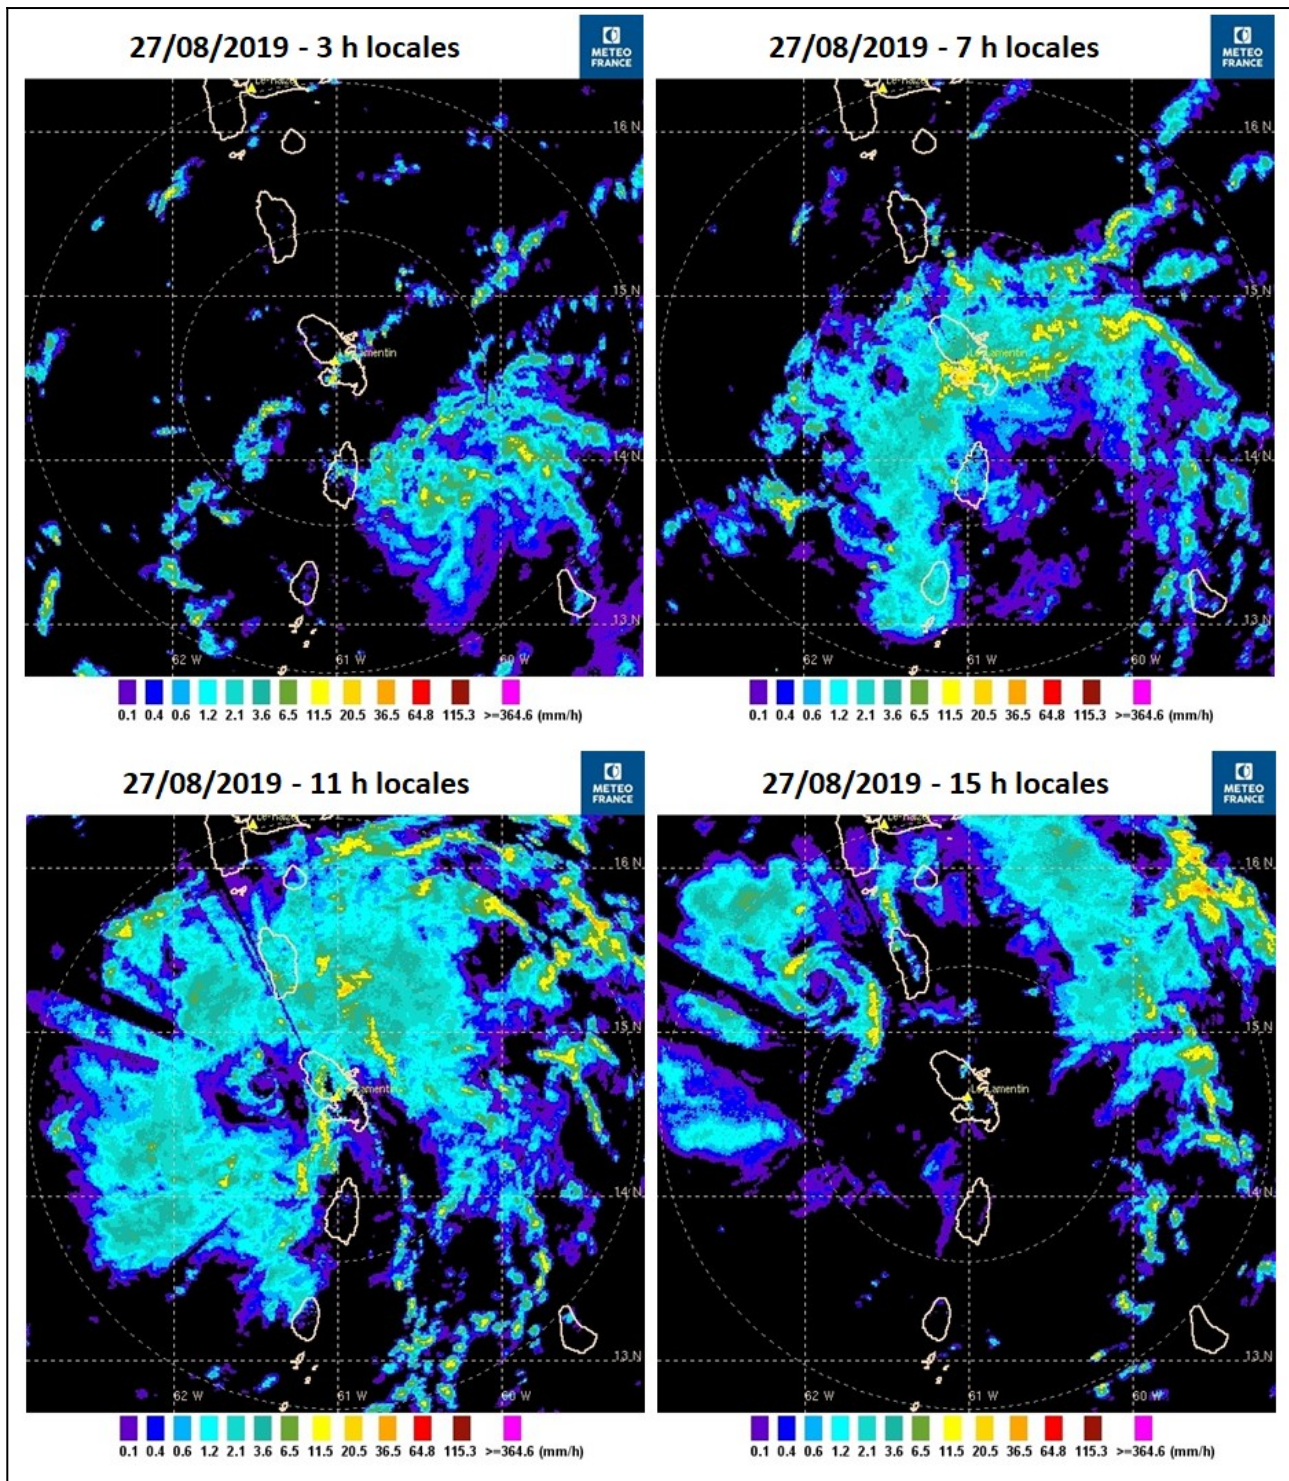 27/08/2019 - 3 h locales
METEO
FRANCE
Le-Raizet
16 N
15 N
Le Lamentin
14 N
13 N
62 W
61 W
60 W
0.1 0.4 0.6 1.2 2.1 3.6 6.5 11.5 20.5 36.5 64.8 115.3 >=364.6 (mm/h)
27/08/2019 - 7 h locales
METEO
FRANCE
16 N
15 N
Le Lamentin
14 N
13 N
62 W
61 W
60 W
0.1 0.4 0.6 1.2 2.1 3.6 6.5 11.5 20.5 36.5 64.8 115.3 >=364.6 (mm/h)
27/08/2019 - 11 h locales
METEO
FRANCE
16 N
15 N
Lamentin
14 N
13 N
62 W
61 W
60 W
0.1 0.4 0.6 1.2 2.1 3.6 6.5 11.5 20.5 36.5 64.8 115.3 >=364.6 (mm/h)
27/08/2019 - 15 h locales
METEO
FRANCE
16 N
15 N
Le Lamentin
14 N
13 N
62 W
61 W
60 W
0.1 0.4 0.6 1.2 2.1 3.6 6.5 11.5 20.5 36.5 64.8 115.3 >=364.6 (mm/h)